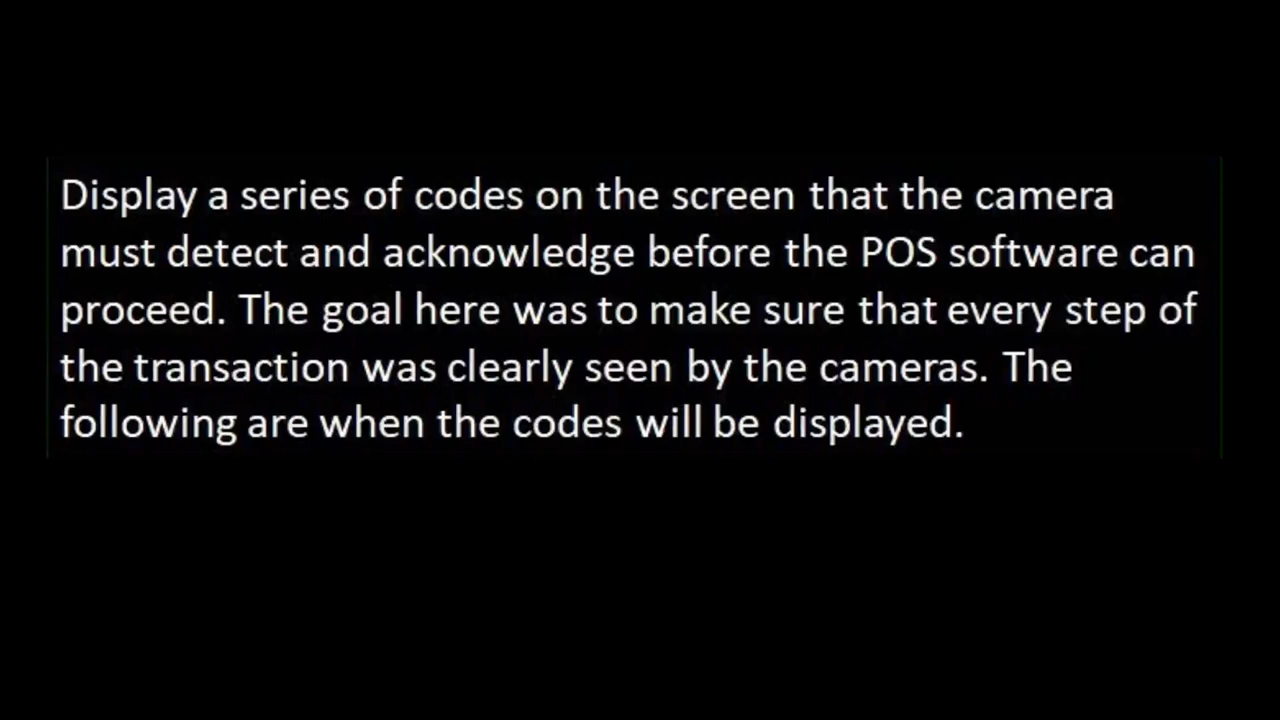 Display a series of codes on the screen that the camera
must detect and acknowledge before the POS software can
proceed. The goal here was to make sure that every step of
the transaction was clearly seen by the cameras. The
following are when the codes will be displayed.